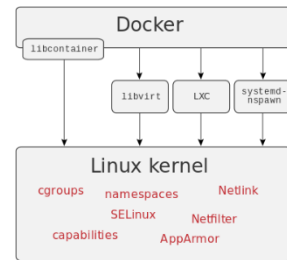 Docker
libcontainer
libvirt
LXC
systemd-
nspawn
Linux kernel
cgroups
namespaces
Netlink
SELinux
Netfilter
capabilities
AppArmor